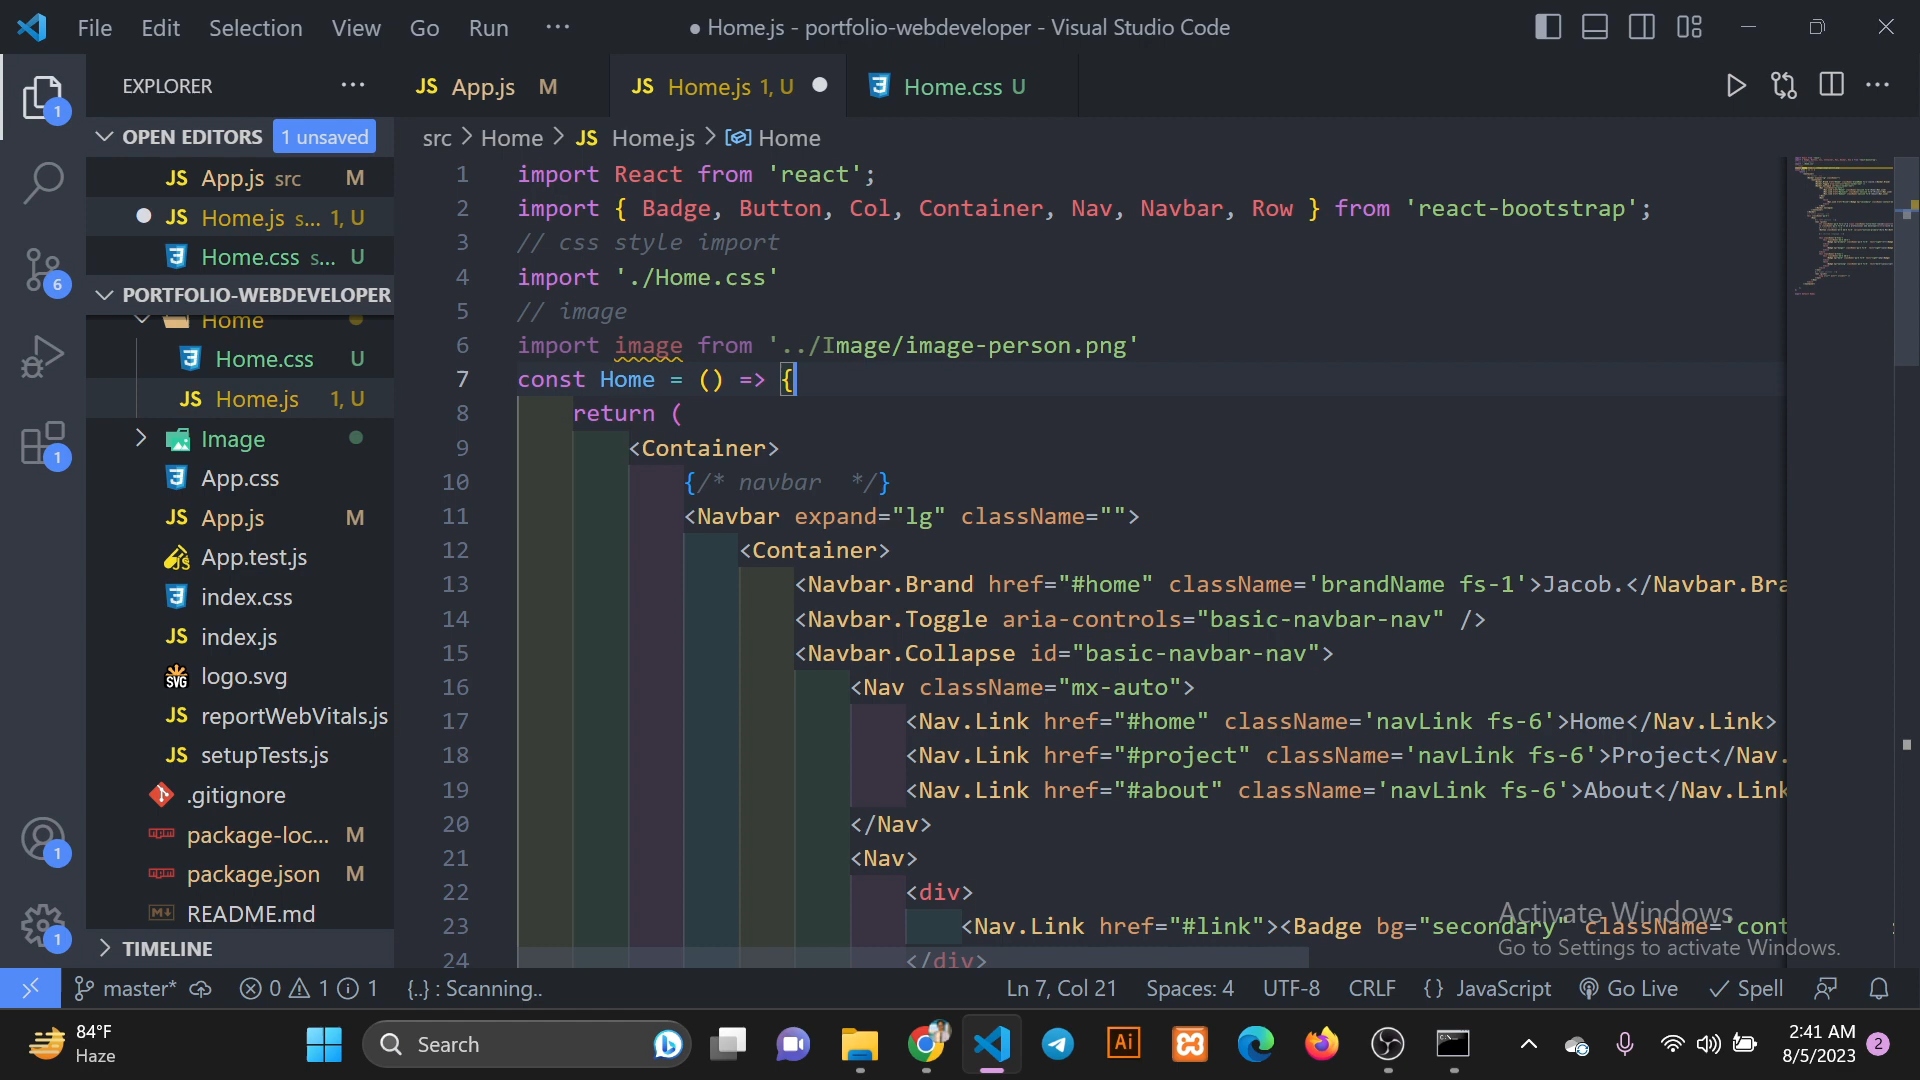 File Edit Selection View Go Run ··· ● Home.js - portfolio-webdeveloper - Visual Studio Code
EXPLORER ···
OPEN EDITORS 1 unsaved
JS App.js src M
JS Home.js s... 1, U
Home.css s... U
PORTFOLIO-WEBDEVELOPER
Home
Home.css U
JS Home.js 1, U
Image
App.css
JS App.js M
App.test.js
index.css
JS index.js
SVG logo.svg
JS reportWebVitals.js
JS setupTests.js
.gitignore
package-loc... M
package.json M
README.md
TIMELINE
1
6
1
1
1
JS App.js M JS Home.js 1, U Home.css U
src > Home > JS Home.js > Home
1 import React from 'react';
2 import { Badge, Button, Col, Container, Nav, Navbar, Row } from 'react-bootstrap';
3 // css style import
4 import './Home.css'
5 // image
6 import image from '../Image/image-person.png'
7 const Home = () => {
8 return (
9 <Container>
10 {/* navbar  */}
11 <Navbar expand="lg" className="">
12 <Container>
13 <Navbar.Brand href="#home" className='brandName fs-1'>Jacob.</Navbar.Bra
14 <Navbar.Toggle aria-controls="basic-navbar-nav" />
15 <Navbar.Collapse id="basic-navbar-nav">
16 <Nav className="mx-auto">
17 <Nav.Link href="#home" className='navLink fs-6'>Home</Nav.Link>
18 <Nav.Link href="#project" className='navLink fs-6'>Project</Nav.
19 <Nav.Link href="#about" className='navLink fs-6'>About</Nav.Link
20 </Nav>
21 <Nav>
22 <div>
23 <Nav.Link href="#link"><Badge bg="secondary" className='cont
24 </div>
Activate Windows
Go to Settings to activate Windows.
master* 0 1 1 {..} : Scanning.. Ln 7, Col 21 Spaces: 4 UTF-8 CRLF {} JavaScript Go Live Spell
84°F
Haze
Search
Ai
2:41 AM
8/5/2023
2